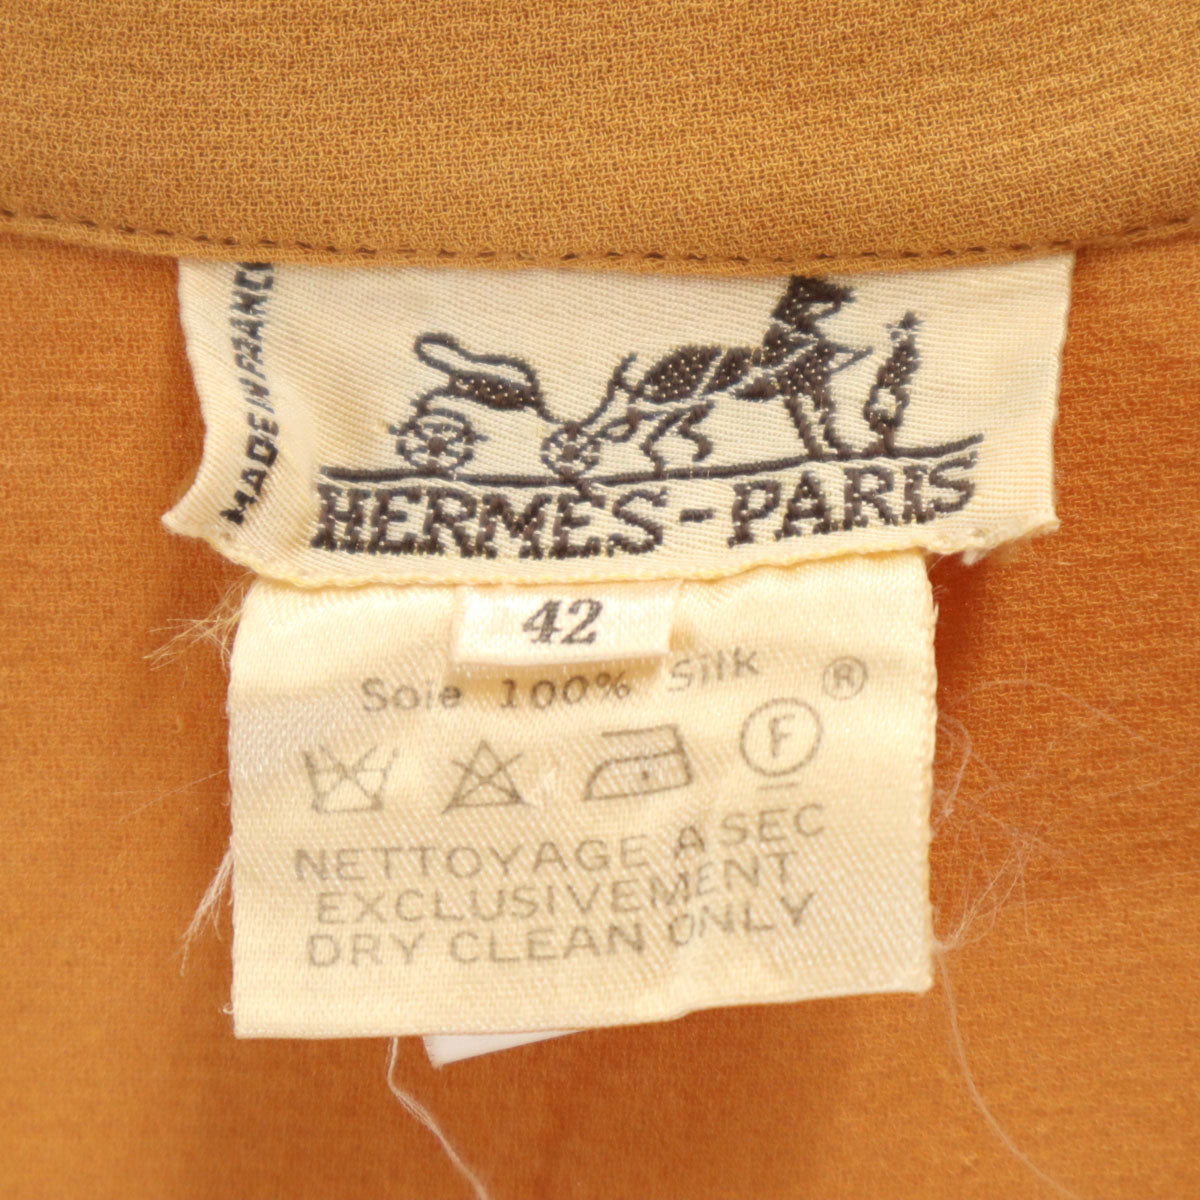 MADE IN FRANCE
HERMES-PARIS
42
Soie 100% Silk
®
F
NETTOYAGE A SEC
EXCLUSIVEMENT
DRY CLEAN ONLY